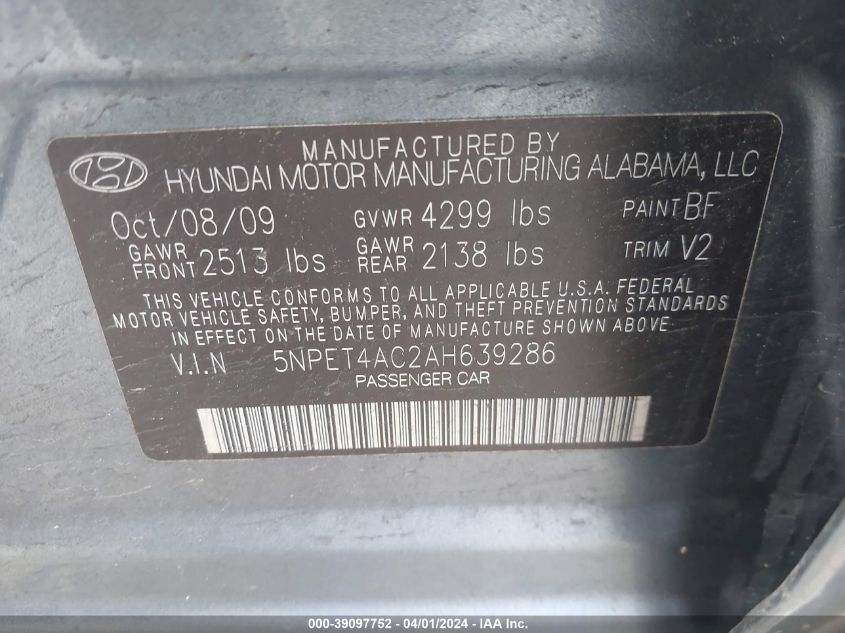 MANUFACTURED BY
HYUNDAI MOTOR MANUFACTURING ALABAMA, LLC
Oct/08/09 GVWR 4299 lbs PAINT BF
GAWR FRONT 2513 lbs GAWR REAR 2138 lbs TRIM V2
THIS VEHICLE CONFORMS TO ALL APPLICABLE U.S.A. FEDERAL
MOTOR VEHICLE SAFETY, BUMPER, AND THEFT PREVENTION STANDARDS
IN EFFECT ON THE DATE OF MANUFACTURE SHOWN ABOVE.
V.I.N 5NPET4AC2AH639286
PASSENGER CAR
000-39097752 - 04/01/2024 - IAA Inc.